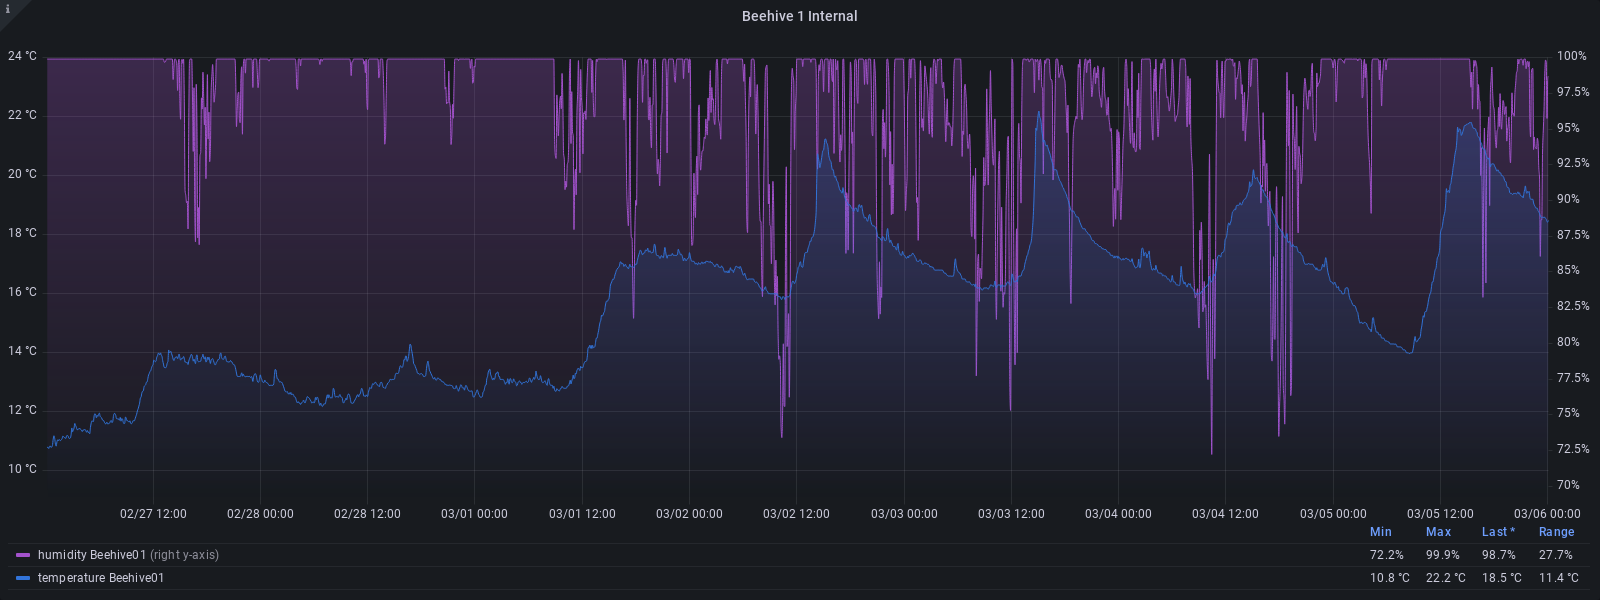 i
Beehive 1 Internal
24 °C 100%
22 °C 97.5%
20 °C 95%
18 °C 92.5%
16 °C 90%
14 °C 87.5%
12 °C 85%
10 °C 82.5%
80%
77.5%
75%
72.5%
70%
02/27 12:00 02/28 00:00 02/28 12:00 03/01 00:00 03/01 12:00 03/02 00:00 03/02 12:00 03/03 00:00 03/03 12:00 03/04 00:00 03/04 12:00 03/05 00:00 03/05 12:00 03/06 00:00
Min Max Last * Range
humidity Beehive01 (right y-axis) 72.2% 99.9% 98.7% 27.7%
temperature Beehive01 10.8 °C 22.2 °C 18.5 °C 11.4 °C